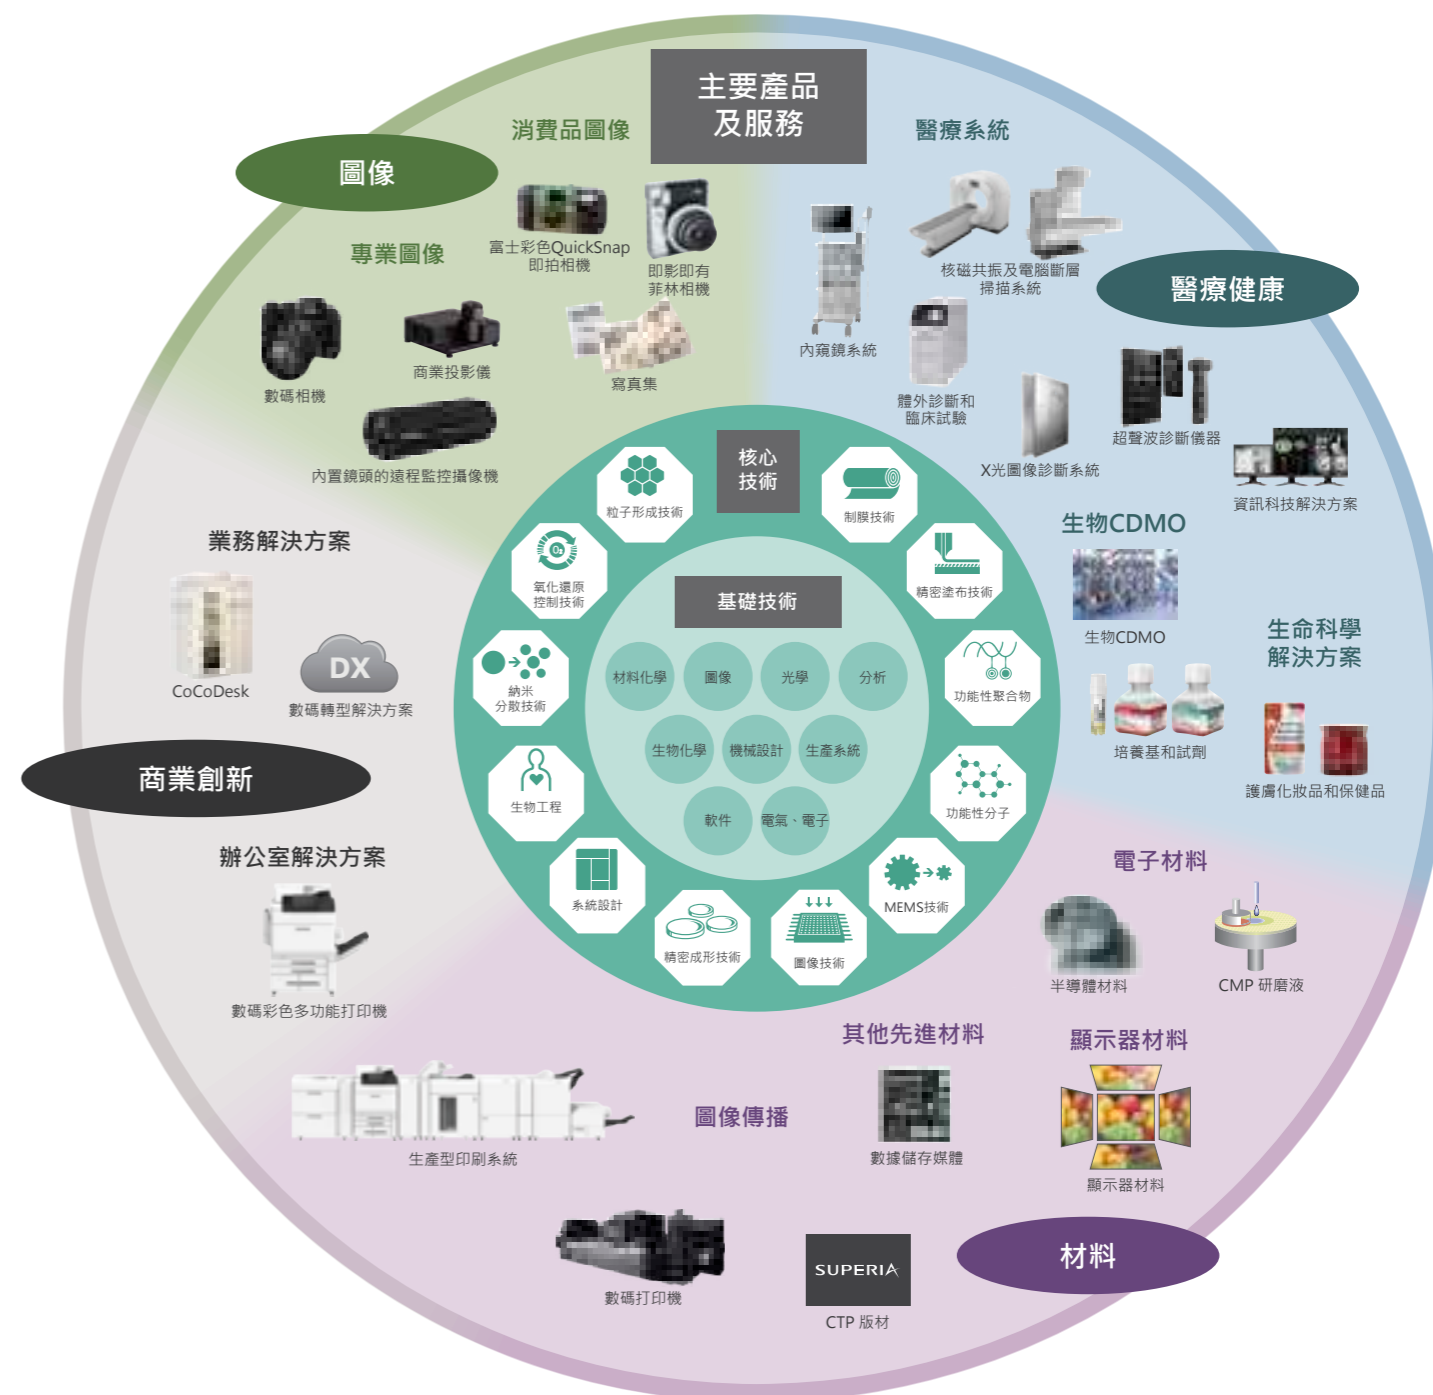 主要產品
及服務
圖像
消費品圖像
富士彩色QuickSnap
即拍相機
即影即有
菲林相機
寫真集
專業圖像
數碼相機
商業投影儀
內置鏡頭的遠程監控攝像機
醫療系統
內窺鏡系統
核磁共振及電腦斷層
掃描系統
體外診斷和
臨床試驗
X光圖像診斷系統
超聲波診斷儀器
資訊科技解決方案
醫療健康
生物CDMO
生物CDMO
培養基和試劑
生命科學
解決方案
護膚化妝品和保健品
業務解決方案
CoCoDesk
DX
數碼轉型解決方案
商業創新
辦公室解決方案
數碼彩色多功能打印機
核心
技術
粒子形成技術
制膜技術
O₂
氧化還原
控制技術
精密塗布技術
納米
分散技術
功能性聚合物
生物工程
功能性分子
系統設計
MEMS技術
精密成形技術
圖像技術
基礎技術
材料化學
圖像
光學
分析
生物化學
機械設計
生產系統
軟件
電氣、電子
電子材料
半導體材料
CMP 研磨液
其他先進材料
數據儲存媒體
顯示器材料
顯示器材料
圖像傳播
生產型印刷系統
數碼打印機
SUPERIA
CTP 版材
材料